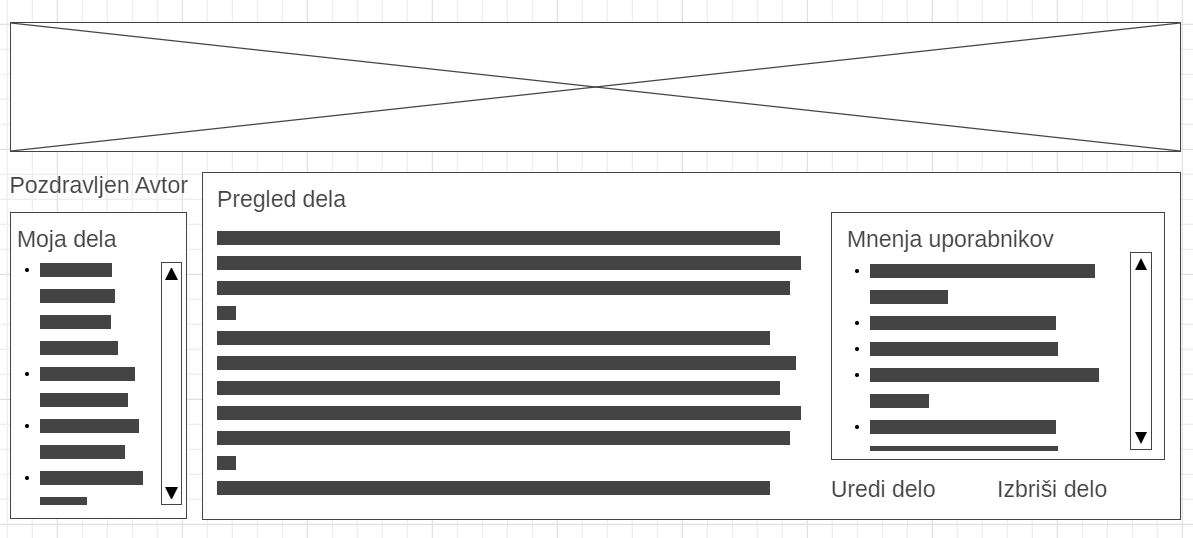 Pozdravljen Avtor
Moja dela
Pregled dela
Mnenja uporabnikov
Uredi delo
Izbriši delo